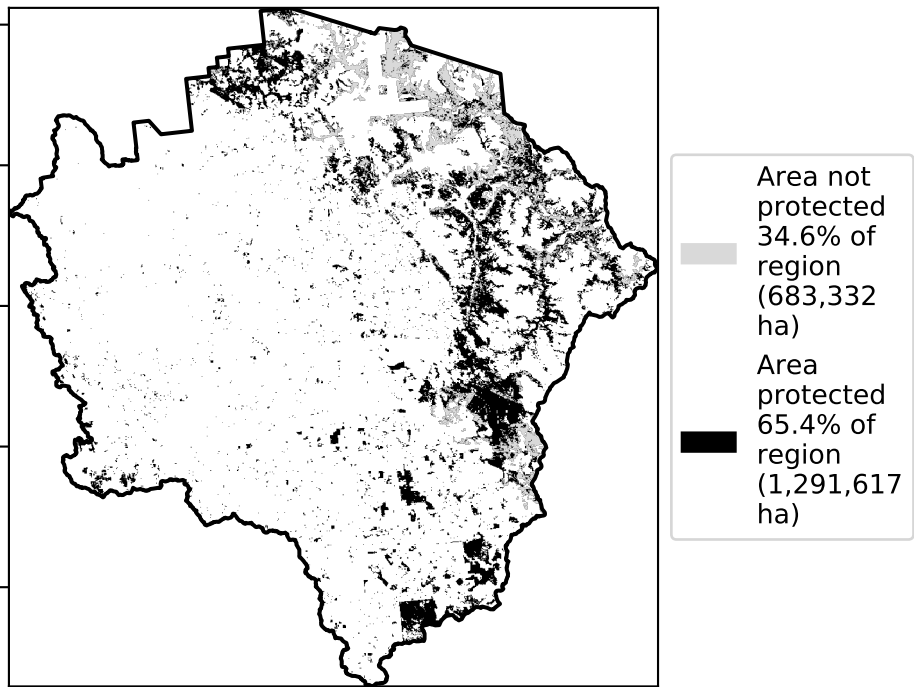 Area not
protected
34.6% of
region
(683,332
ha)
Area
protected
65.4% of
region
(1,291,617
ha)